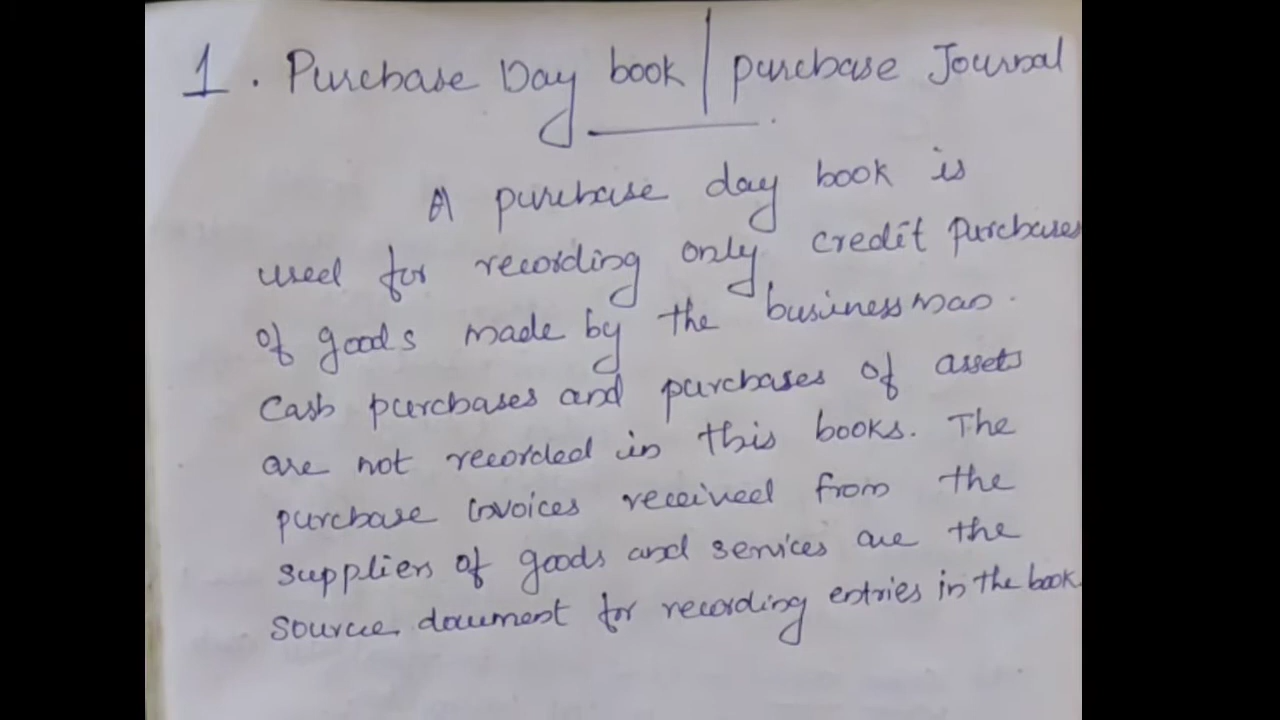 1. Purchase Day book | purchase Journal
A purchase day book is
used for recording only credit purchases
of goods made by the businessman.
Cash purchases and purchases of assets
are not recorded in this books. The
purchase invoices received from the
suppliers of goods and services are the
source document for recording entries in the book.